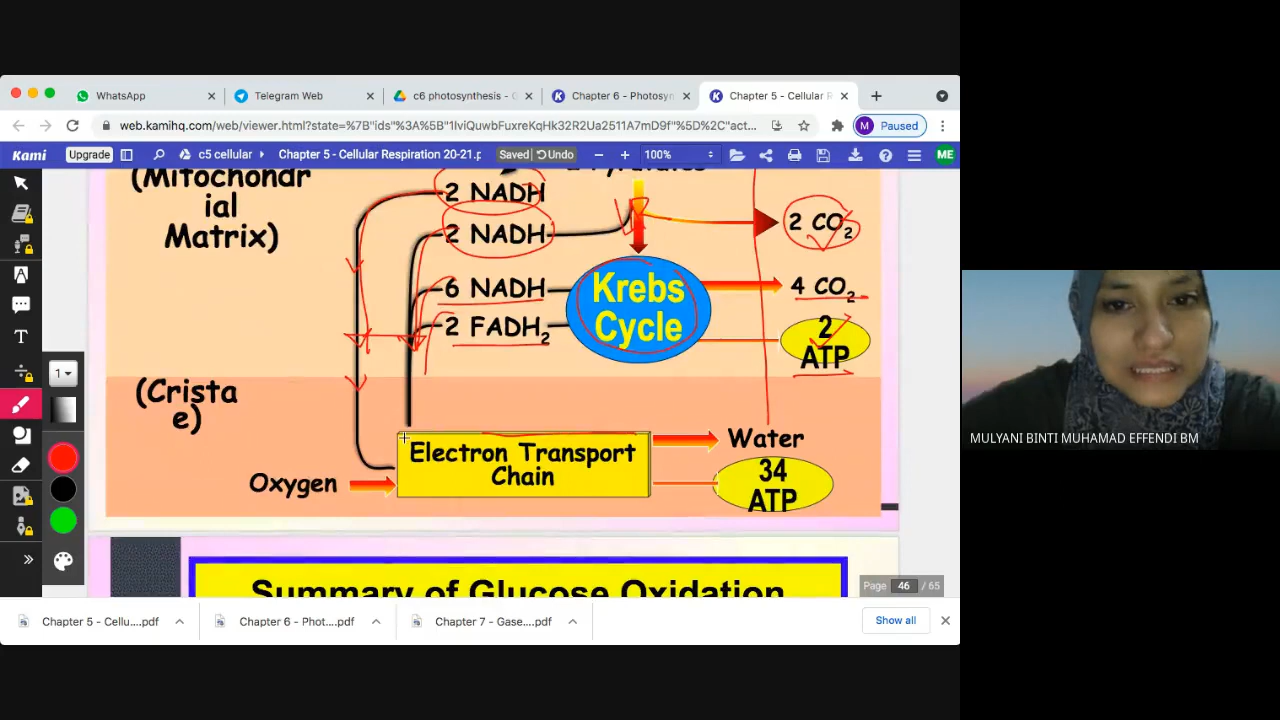 WhatsApp
Telegram Web
c6 photosynthesis - 
Chapter 6 - Photosyn
Chapter 5 - Cellular R
web.kamihq.com/web/viewer.html?state=%7B"ids"%3A%5B"1IviQuwbFuxreKqHk32R2Ua2511A7mD9f"%5D%2C"act...
M Paused
Kami
Upgrade
c5 cellular
Chapter 5 - Cellular Respiration 20-21.p
Saved
Undo
100%
ME
(Mitochondr
ial
Matrix)
2 NADH
2 NADH
2 CO2
6 NADH
Krebs
Cycle
4 CO2
2 FADH2
2
ATP
1
(Crista
e)
Electron Transport
Chain
Water
Oxygen
34
ATP
Summary of Glucose Oxidation
Page 46 / 65
Chapter 5 - Cellu....pdf
Chapter 6 - Phot....pdf
Chapter 7 - Gase....pdf
Show all
MULYANI BINTI MUHAMAD EFFENDI BM